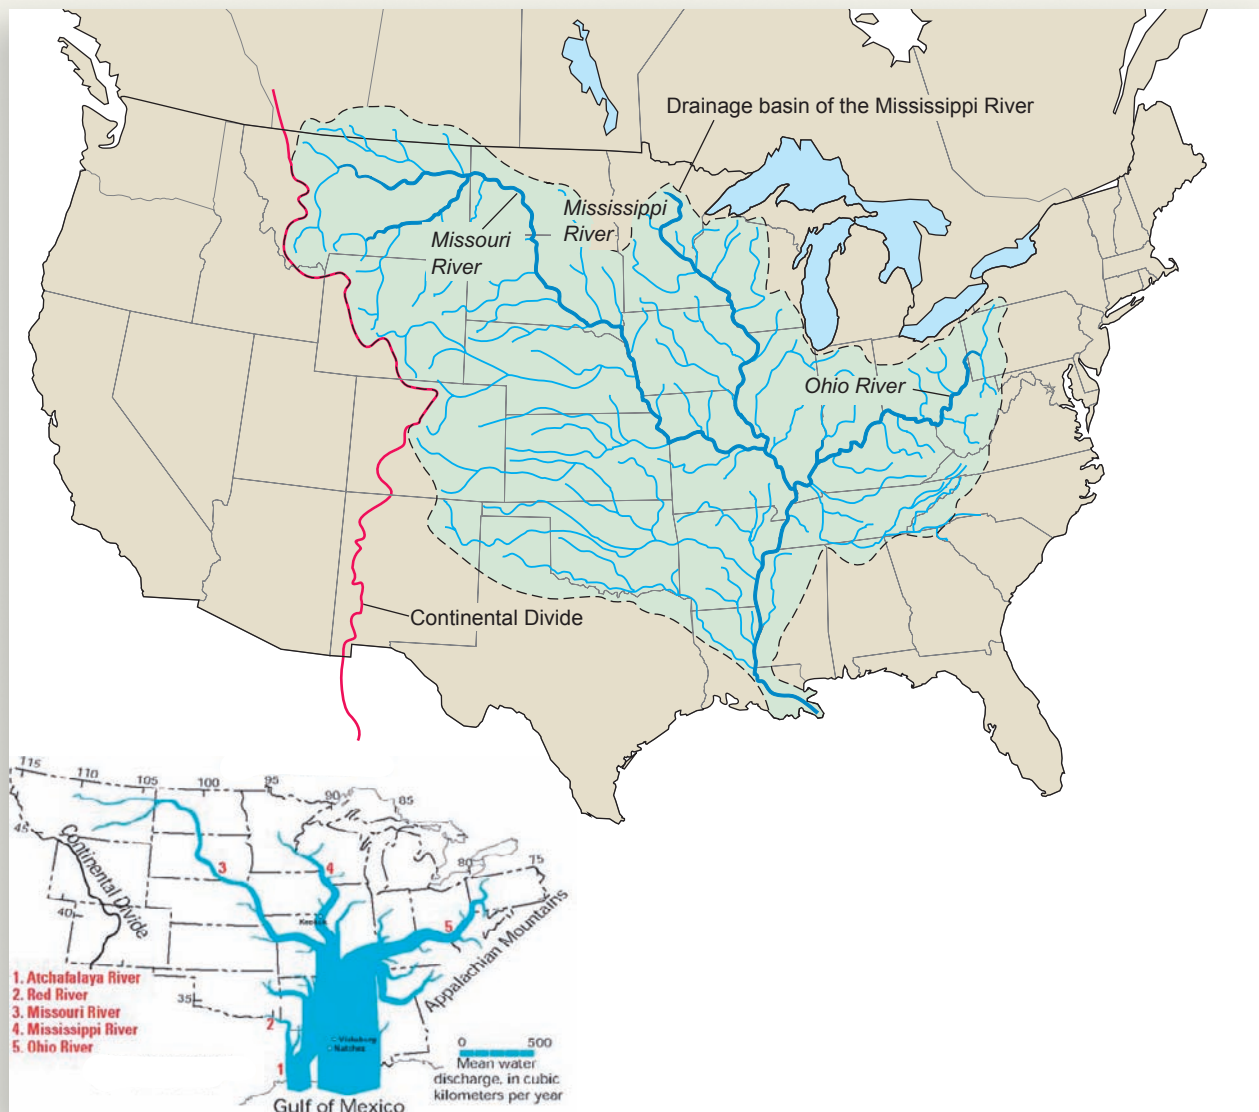 Drainage basin of the Mississippi River
Mississippi
River
Missouri
River
Ohio River
Continental Divide
115
110
105
100
95
90
85
80
75
45
40
35
Continental Divide
3
4
5
Keokuk
Appalachian Mountains
1. Atchafalaya River
2. Red River
3. Missouri River
4. Mississippi River
5. Ohio River
2
Vicksburg
Natchez
1
0 500
Mean water
discharge, in cubic
kilometers per year
Gulf of Mexico